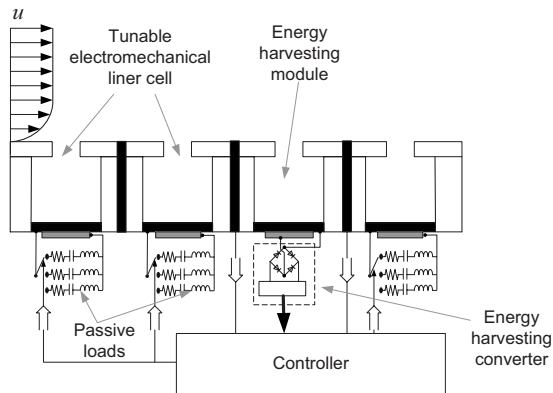 u
Tunable
electromechanical
liner cell
Energy
harvesting
module
Passive
loads
Controller
Energy
harvesting
converter